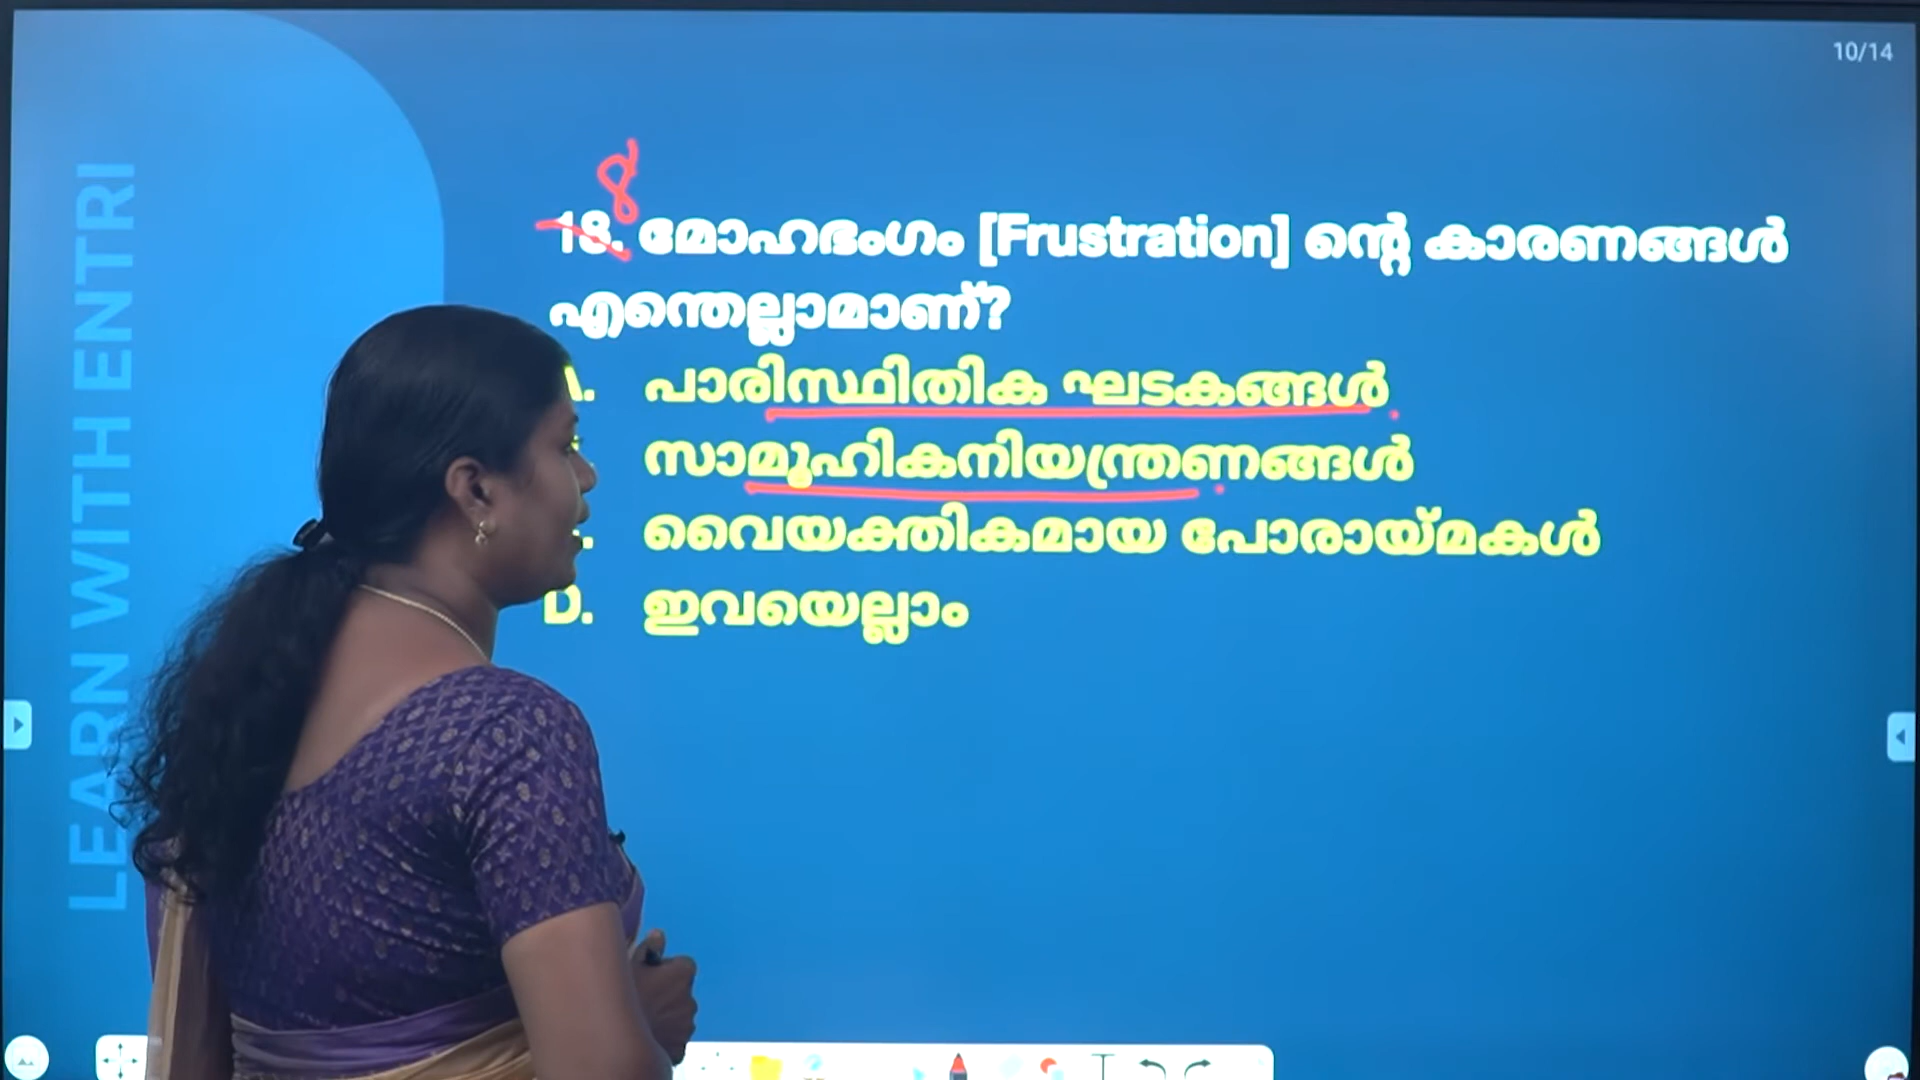 10/14
LEARN WITH ENTRI
8
18. മോഹഭംഗം [Frustration] ന്റെ കാരണങ്ങൾ
എന്തെല്ലാമാണ്?
പാരിസ്ഥിതിക ഘടകങ്ങൾ
സാമൂഹികനിയന്ത്രണങ്ങൾ
വൈയക്തികമായ പോരായ്മകൾ
D. ഇവയെല്ലാം